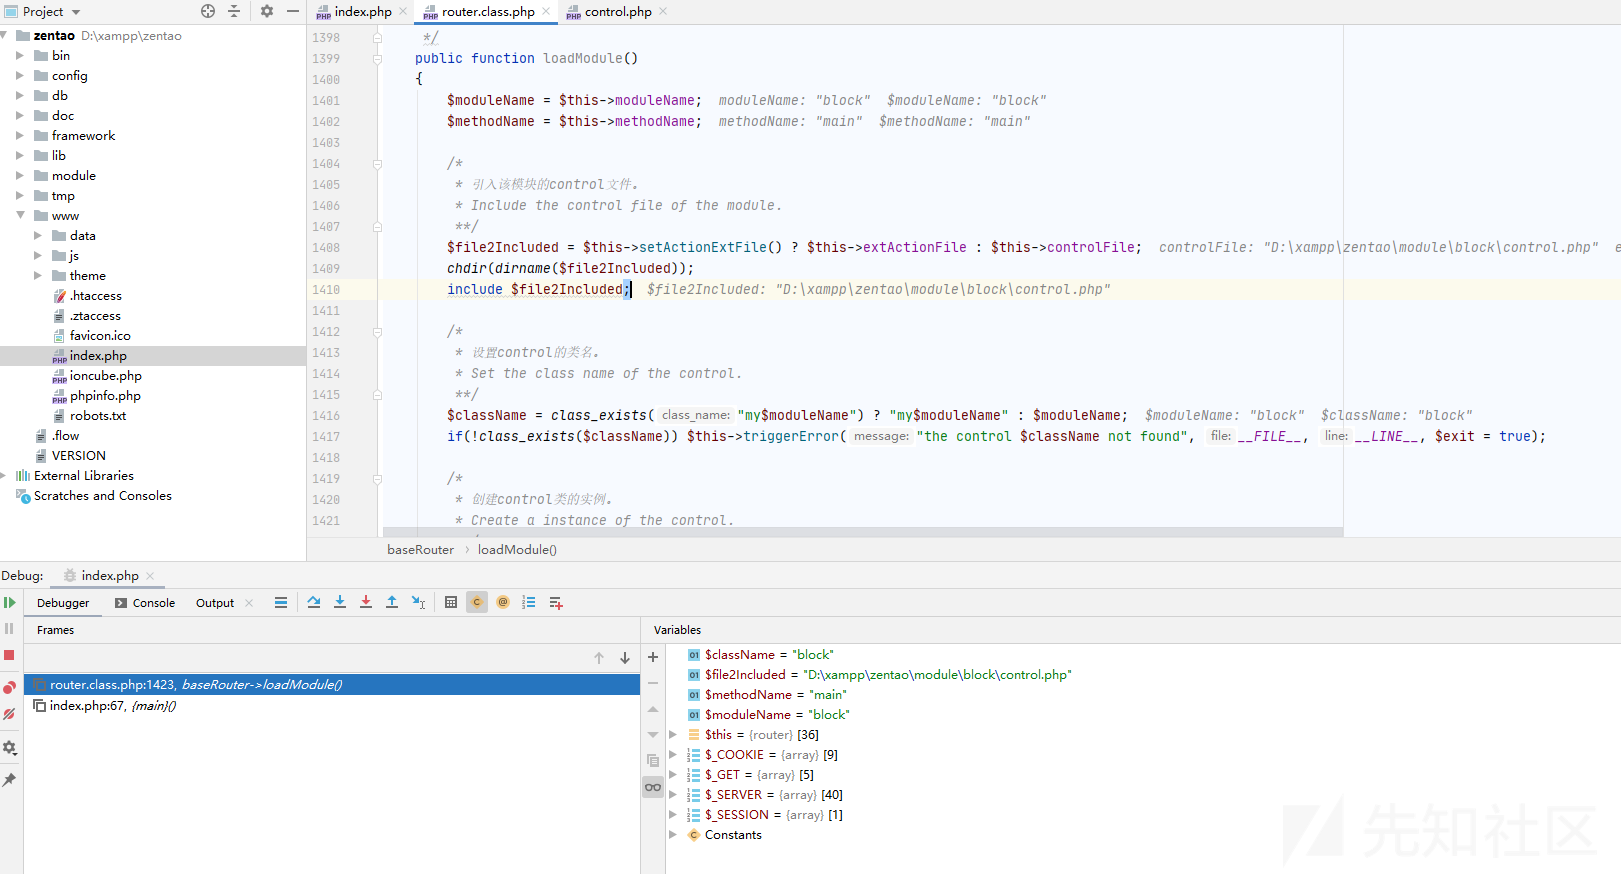 Project
index.php
router.class.php
control.php
zentao D:\xampp\zentao
bin
config
db
doc
framework
lib
module
tmp
www
data
js
theme
.htaccess
.ztaccess
favicon.ico
index.php
ioncube.php
phpinfo.php
robots.txt
.flow
VERSION
External Libraries
Scratches and Consoles
1398 */
1399 public function loadModule()
1400 {
1401 $moduleName = $this->moduleName; moduleName: "block" $moduleName: "block"
1402 $methodName = $this->methodName; methodName: "main" $methodName: "main"
1403
1404 /*
1405 * 引入该模块的control文件。
1406 * Include the control file of the module.
1407 **/
1408 $file2Included = $this->setActionExtFile() ? $this->extActionFile : $this->controlFile; controlFile: "D:\xampp\zentao\module\block\control.php" e
1409 chdir(dirname($file2Included));
1410 include $file2Included; $file2Included: "D:\xampp\zentao\module\block\control.php"
1411
1412 /*
1413 * 设置control的类名。
1414 * Set the class name of the control.
1415 **/
1416 $className = class_exists( class_name: "my$moduleName") ? "my$moduleName" : $moduleName; $moduleName: "block" $className: "block"
1417 if(!class_exists($className)) $this->triggerError( message: "the control $className not found", file: __FILE__, line: __LINE__, $exit = true);
1418
1419 /*
1420 * 创建control类的实例。
1421 * Create a instance of the control.
baseRouter › loadModule()
Debug: index.php
Debugger Console Output
Frames
router.class.php:1423, baseRouter->loadModule()
index.php:67, {main}()
Variables
$className = "block"
$file2Included = "D:\xampp\zentao\module\block\control.php"
$methodName = "main"
$moduleName = "block"
$this = {router} [36]
$_COOKIE = {array} [9]
$_GET = {array} [5]
$_SERVER = {array} [40]
$_SESSION = {array} [1]
Constants
先知社区